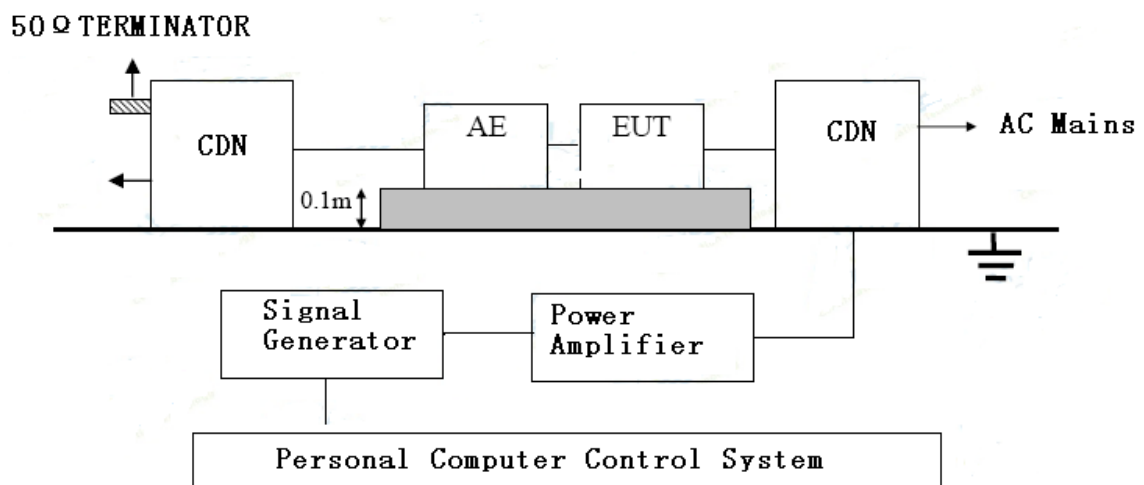 50Ω TERMINATOR
CDN
AE
EUT
CDN
AC Mains
0.1m
Signal
Generator
Power
Amplifier
Personal Computer Control System